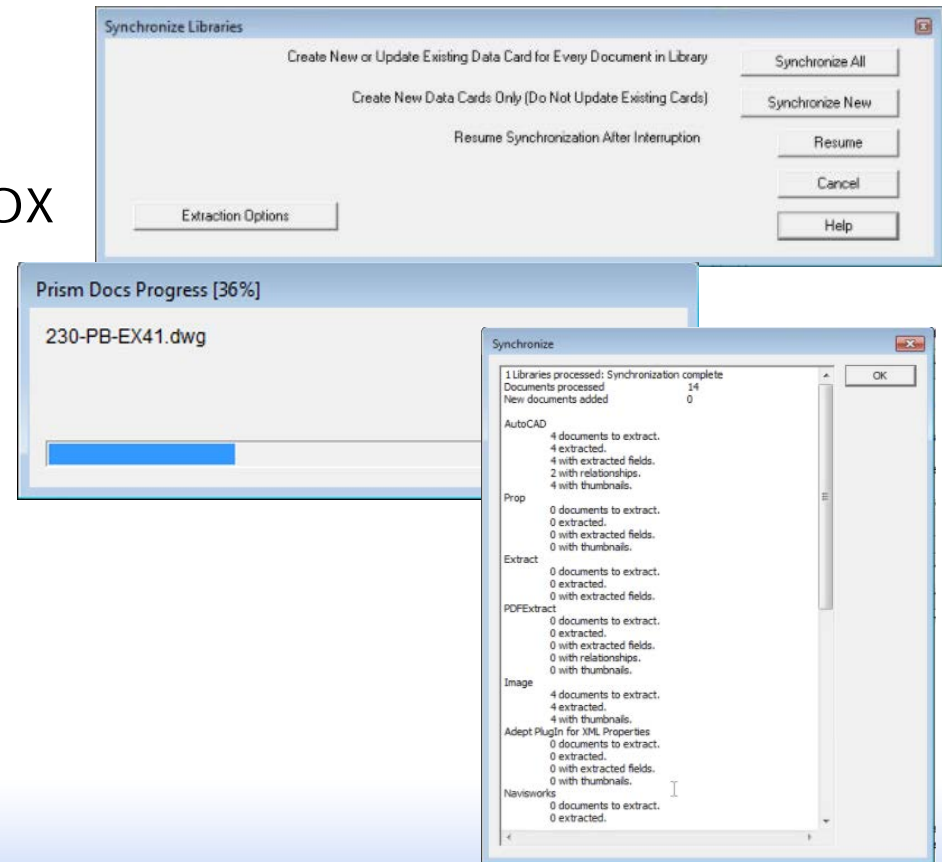 Synchronize Libraries
Create New or Update Existing Data Card for Every Document in Library
Synchronize All
Create New Data Cards Only (Do Not Update Existing Cards)
Synchronize New
Resume Synchronization After Interruption
Resume
Cancel
Extraction Options
Help
OX
Prism Docs Progress [36%]
230-PB-EX41.dwg
Synchronize
1 Libraries processed: Synchronization complete
Documents processed 14
New documents added 0
OK
AutoCAD
4 documents to extract.
4 extracted.
4 with extracted fields.
2 with relationships.
4 with thumbnails.
Prop
0 documents to extract.
0 extracted.
0 with extracted fields.
0 with thumbnails.
Extract
0 documents to extract.
0 extracted.
0 with extracted fields.
PDFExtract
0 documents to extract.
0 extracted.
0 with extracted fields.
0 with relationships.
0 with thumbnails.
Image
4 documents to extract.
4 extracted.
4 with thumbnails.
Adept PlugIn for XML Properties
0 documents to extract.
0 extracted.
0 with extracted fields.
0 with thumbnails.
Navisworks
0 documents to extract.
0 extracted.